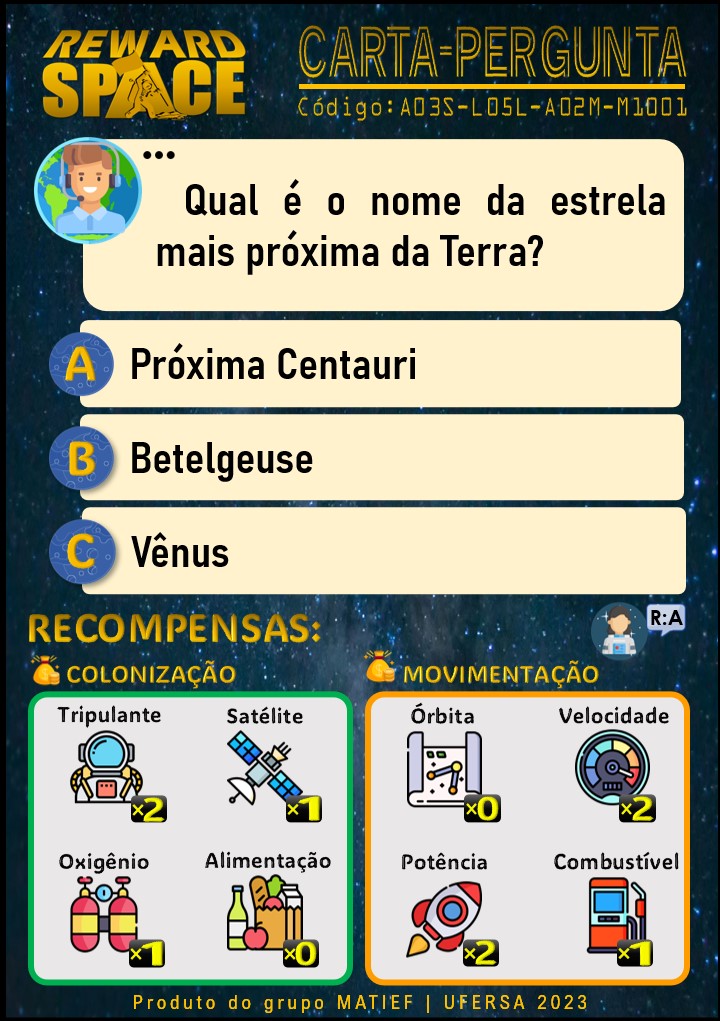 REWARD
SPACE
CARTA-PERGUNTA
Código:A03S-L05L-A02M-M1001
...
Qual é o nome da estrela
mais próxima da Terra?
A Próxima Centauri
B Betelgeuse
C Vênus
RECOMPENSAS:
R:A
COLONIZAÇÃO
MOVIMENTAÇÃO
Tripulante
Satélite
Órbita
Velocidade
×2
×1
×0
×2
Oxigênio
Alimentação
Potência
Combustível
×1
×0
×2
×1
Produto do grupo MATIEF | UFERSA 2023